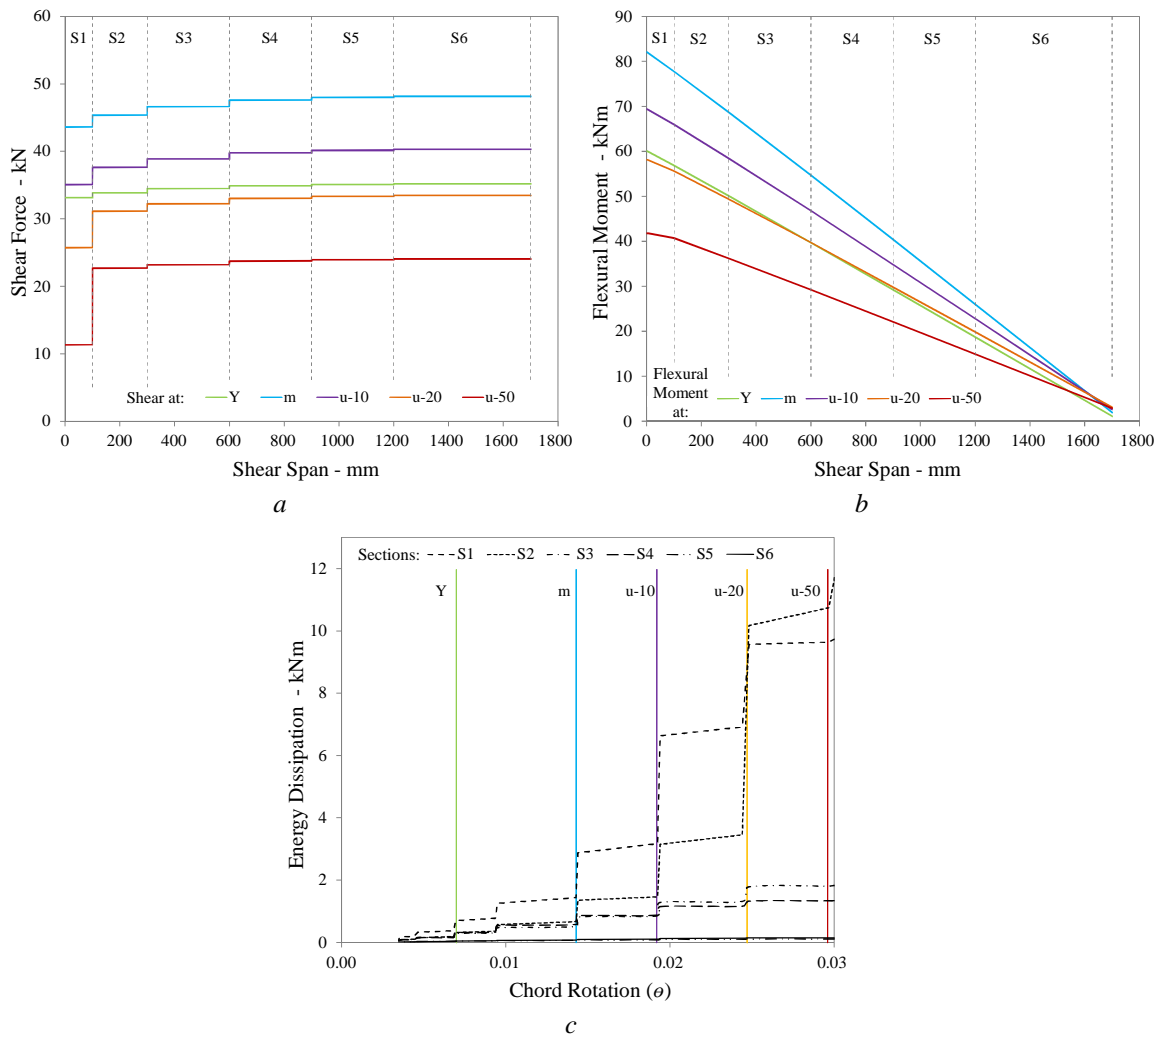 60
50
40
30
20
10
0
Shear Force - kN
S1 S2 S3 S4 S5 S6
Shear at: Y m u-10 u-20 u-50
0 200 400 600 800 1000 1200 1400 1600 1800
Shear Span - mm
a
90
80
70
60
50
40
30
20
10
0
Flexural Moment - kNm
S1 S2 S3 S4 S5 S6
Flexural
Moment
at:
Y m u-10 u-20 u-50
0 200 400 600 800 1000 1200 1400 1600 1800
Shear Span - mm
b
12
10
8
6
4
2
0
Energy Dissipation - kNm
Sections: S1 S2 S3 S4 S5 S6
Y m u-10 u-20 u-50
0.00 0.01 0.02 0.03
Chord Rotation (ɵ)
c